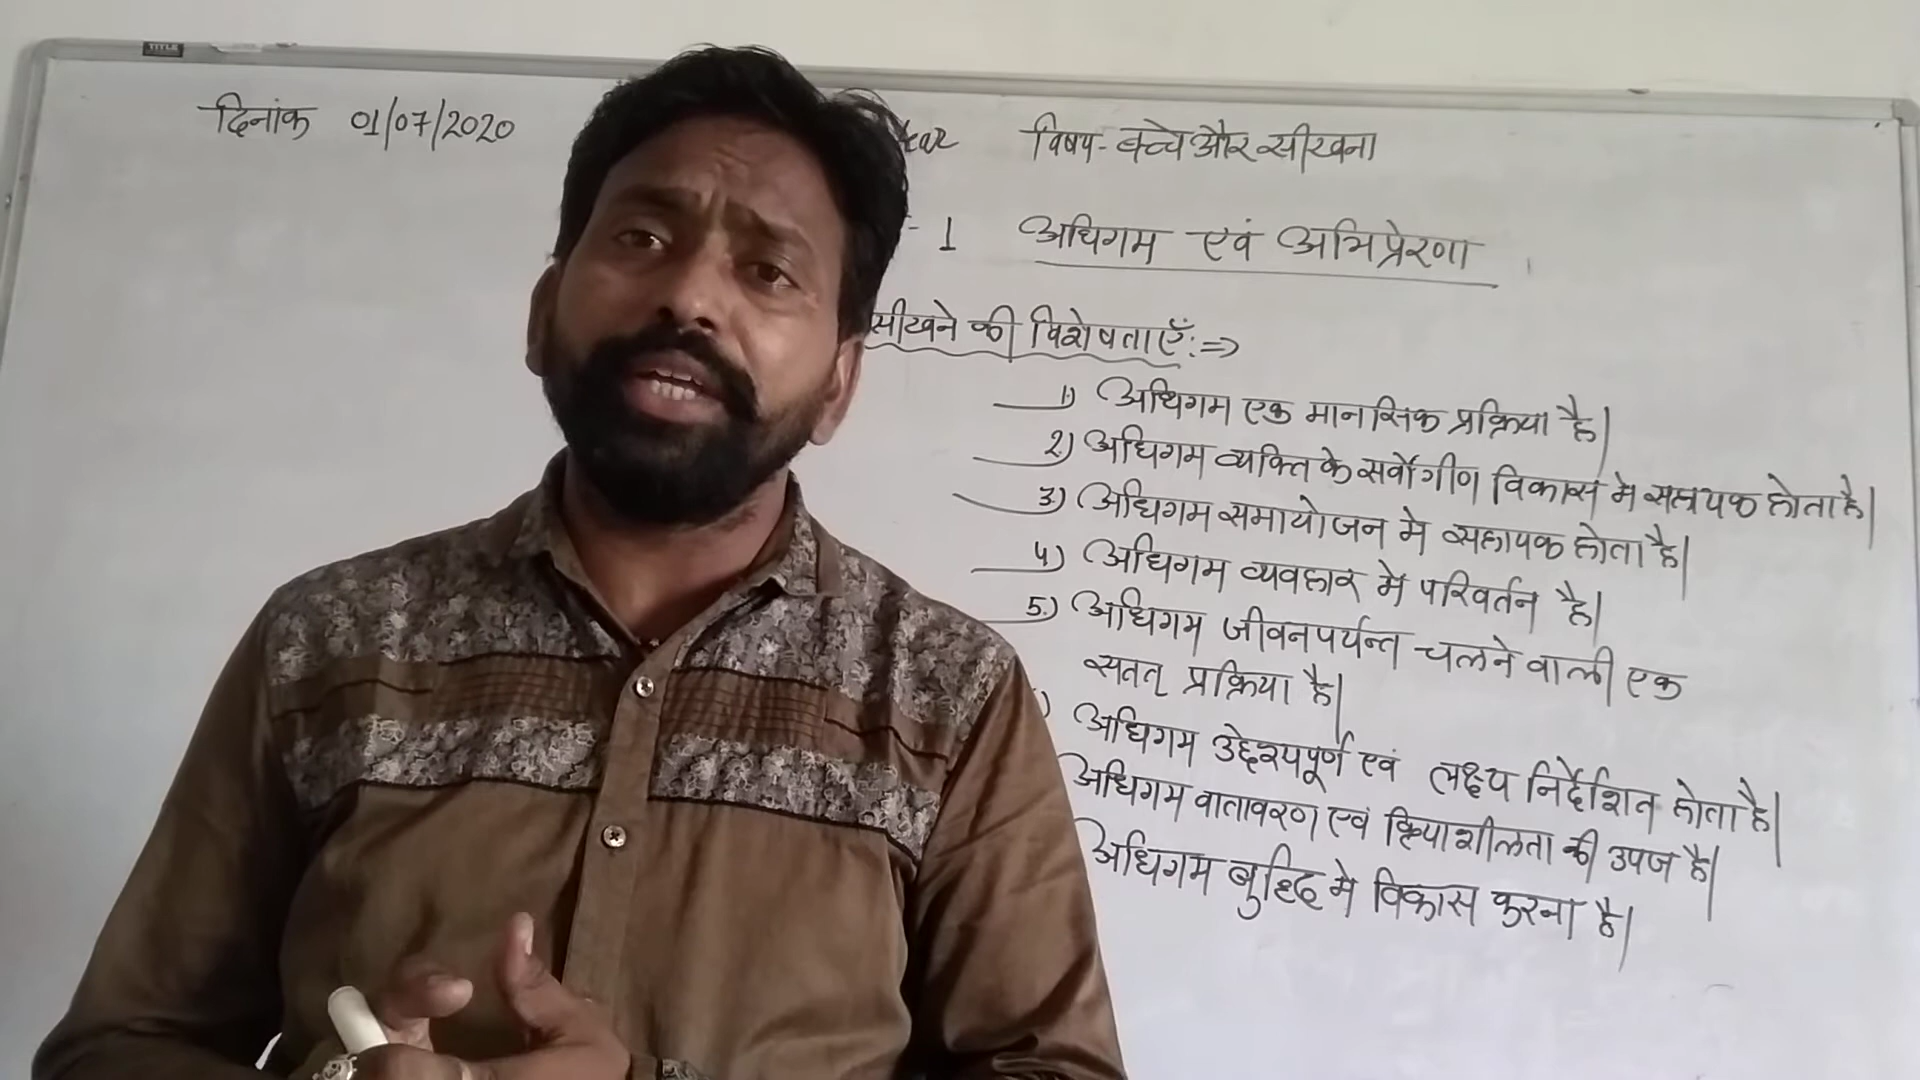 TITLE
दिनांक 01/07/2020
विषय - बच्चे और सीखना
- 1 अधिगम एवं अभिप्रेरणा
सीखने की विशेषताएँ:⇒
1) अधिगम एक मानसिक प्रक्रिया है|
2) अधिगम व्यक्ति के सर्वांगीण विकास मे सहायक होता है|
3.) अधिगम समायोजन मे सहायक होता है|
4) अधिगम व्यवहार मे परिवर्तन है|
5.) अधिगम जीवनपर्यन्त चलने वाली एक
सतत् प्रक्रिया है|
) अधिगम उद्देश्यपूर्ण एवं लक्ष्य निर्देशित होता है|
अधिगम वातावरण एवं क्रियाशीलता की उपज है|
अधिगम बुद्धि मे विकास करना है|